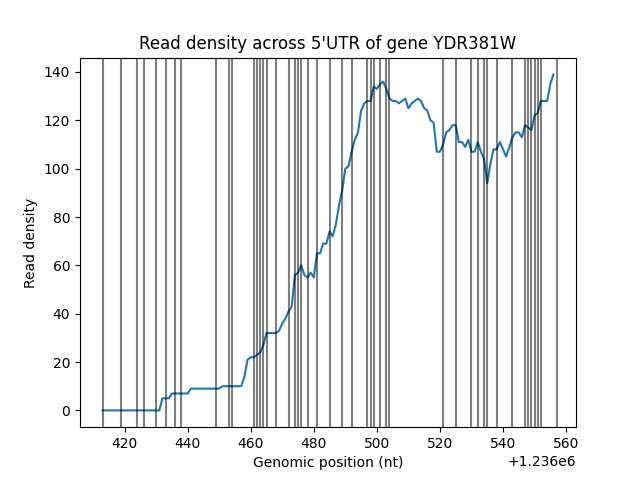 Read density across 5'UTR of gene YDR381W
140
120
100
80
60
40
20
0
Read density
420 440 460 480 500 520 540 560
Genomic position (nt)
+1.236e6